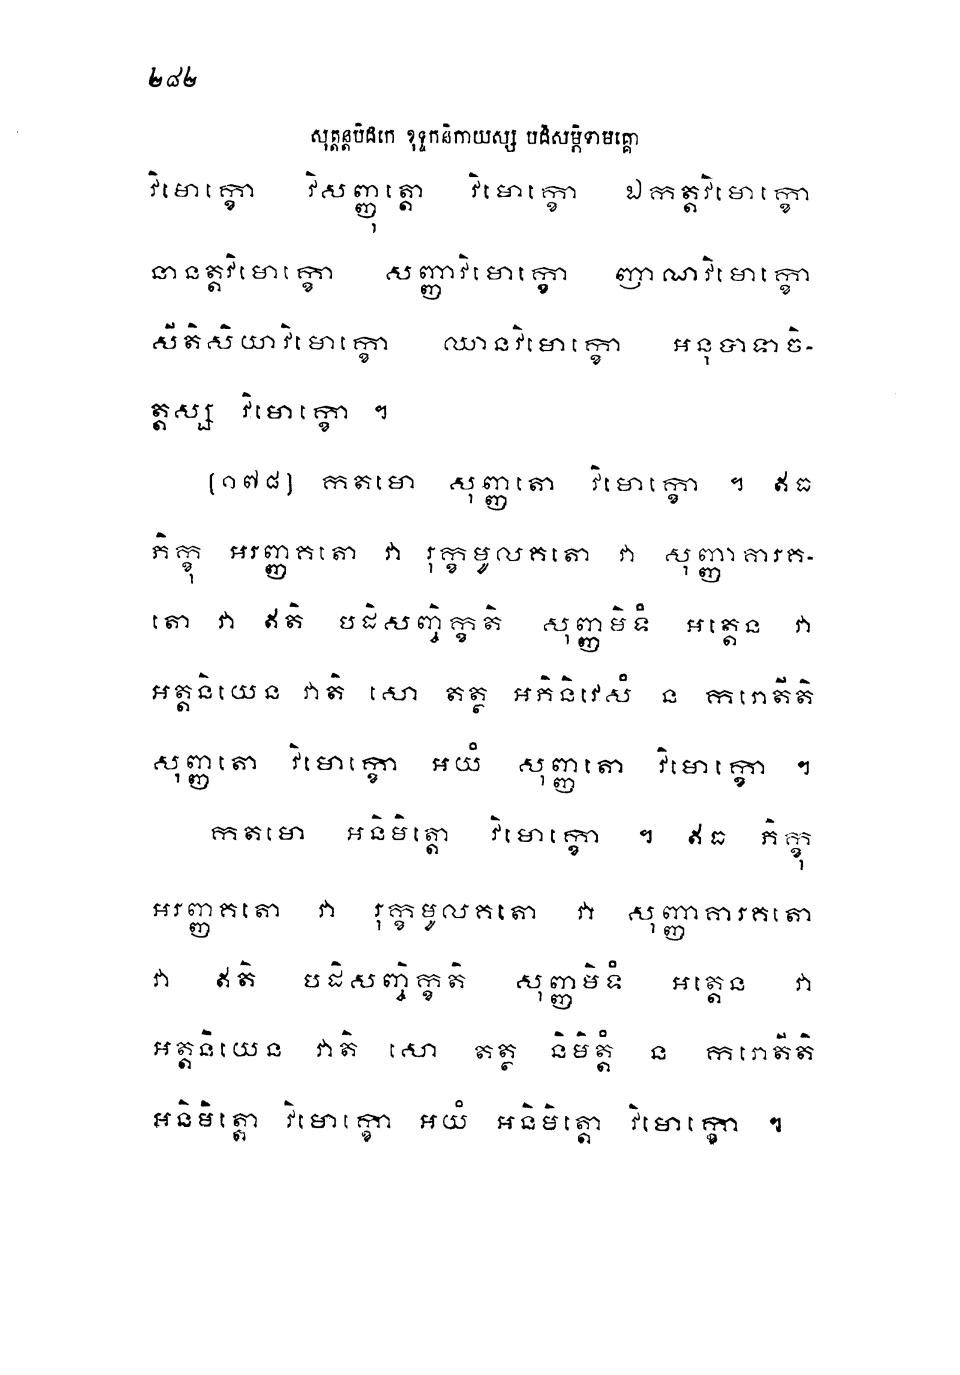 ២៨២
សុត្តន្តបិដកេ ខុទ្ទកនិកាយស្ស បដិសម្ភិទាមគ្គោ
វិមោក្ខោ វិសញ្ញុត្តោ វិមោក្ខោ ឯកត្តវិមោក្ខោ
នានត្តវិមោក្ខោ សញ្ញាវិមោក្ខោ ញាណវិមោក្ខោ
សីតិសិយាវិមោក្ខោ ឈានវិមោក្ខោ អនុបាទាចិ-
ត្តស្ស វិមោក្ខោ ។
(១៧៨) កតមោ សុញ្ញតោ វិមោក្ខោ ។ ឥធ
ភិក្ខុ អរញ្ញគតោ វា រុក្ខមូលគតោ វា សុញ្ញាគារគ-
តោ វា ឥតិ បដិសញ្ចិក្ខតិ សុញ្ញមិទំ អត្តេន វា
អត្តនិយេន វាតិ សោ តត្ថ អភិនិវេសំ ន ករោតីតិ
សុញ្ញតោ វិមោក្ខោ អយំ សុញ្ញតោ វិមោក្ខោ ។
កតមោ អនិមិត្តោ វិមោក្ខោ ។ ឥធ ភិក្ខុ
អរញ្ញគតោ វា រុក្ខមូលគតោ វា សុញ្ញាគារគតោ
វា ឥតិ បដិសញ្ចិក្ខតិ សុញ្ញមិទំ អត្តេន វា
អត្តនិយេន វាតិ សោ តត្ថ និមិត្តំ ន ករោតីតិ
អនិមិត្តោ វិមោក្ខោ អយំ អនិមិត្តោ វិមោក្ខោ ។